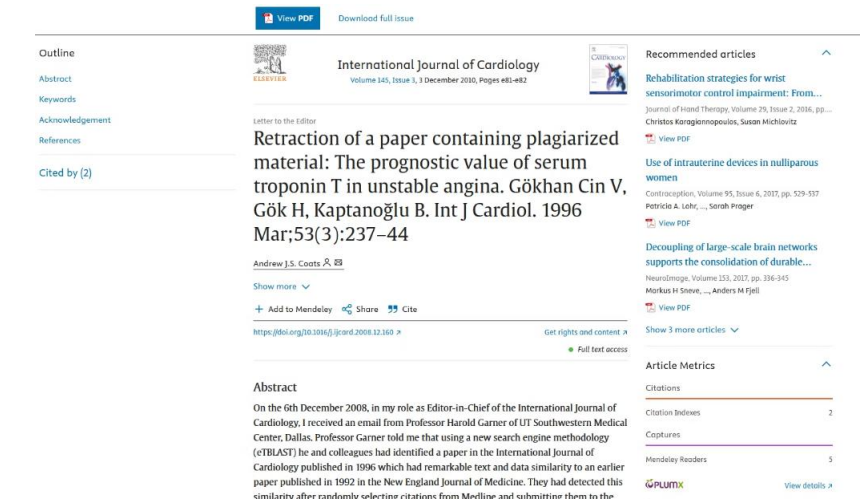 View PDF
Download full issue
Outline
Abstract
Keywords
Acknowledgement
References
Cited by (2)
ELSEVIER
International Journal of Cardiology
Volume 145, Issue 3, 3 December 2010, Pages e81-e82
CARDIOLOGY
Letter to the Editor
Retraction of a paper containing plagiarized
material: The prognostic value of serum
troponin T in unstable angina. Gökhan Cin V,
Gök H, Kaptanoğlu B. Int J Cardiol. 1996
Mar;53(3):237–44
Andrew J.S. Coats
Show more
Add to Mendeley
Share
Cite
https://doi.org/10.1016/j.ijcard.2008.12.160
Get rights and content
Full text access
Abstract
On the 6th December 2008, in my role as Editor-in-Chief of the International Journal of
Cardiology, I received an email from Professor Harold Garner of UT Southwestern Medical
Center, Dallas. Professor Garner told me that using a new search engine methodology
(eTBLAST) he and colleagues had identified a paper in the International Journal of
Cardiology published in 1996 which had remarkable text and data similarity to an earlier
paper published in 1992 in the New England Journal of Medicine. They had detected this
similarity after randomly selecting citations from Medline and submitting them to the
Recommended articles
Rehabilitation strategies for wrist
sensorimotor control impairment: From...
Journal of Hand Therapy, Volume 29, Issue 2, 2016, pp....
Christos Karagiannopoulos, Susan Michlovitz
View PDF
Use of intrauterine devices in nulliparous
women
Contraception, Volume 95, Issue 6, 2017, pp. 529-537
Patricia A. Lohr, ..., Sarah Prager
View PDF
Decoupling of large-scale brain networks
supports the consolidation of durable...
NeuroImage, Volume 153, 2017, pp. 336-345
Markus H Sneve, ..., Anders M Fjell
View PDF
Show 3 more articles
Article Metrics
Citations
Citation Indexes 2
Captures
Mendeley Readers 5
PLUMX
View details